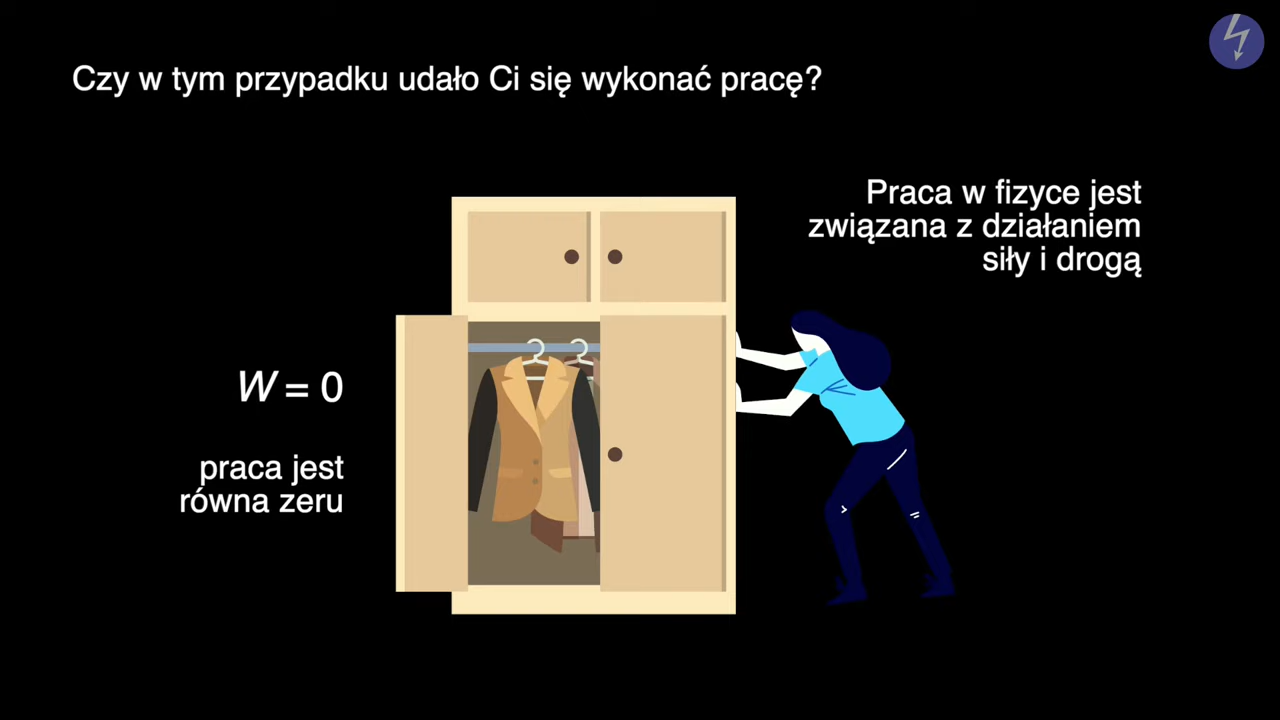 Czy w tym przypadku udało Ci się wykonać pracę?
Praca w fizyce jest
związana z działaniem
siły i drogą
W = 0
praca jest
równa zeru